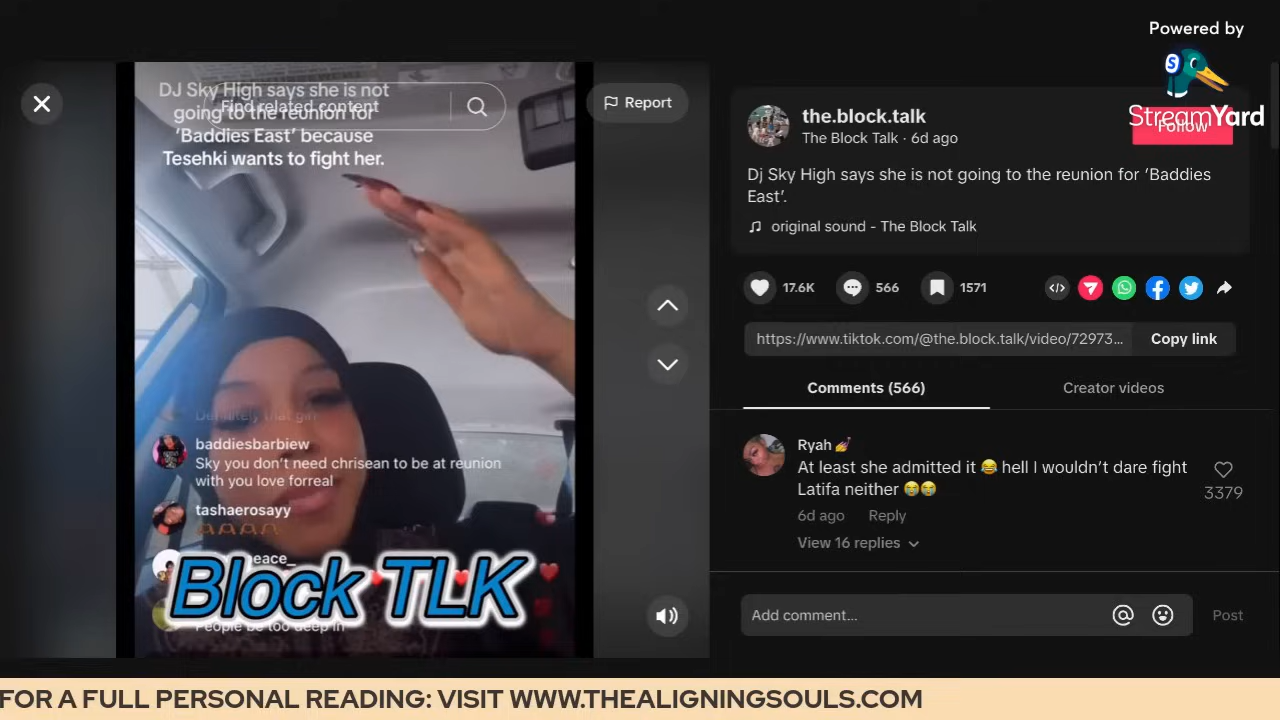 Powered by
StreamYard
DJ Sky High says she is not
going to the reunion for
‘Baddies East’ because
Tesehki wants to fight her.
Find related content
Report
the.block.talk
The Block Talk · 6d ago
Follow
Dj Sky High says she is not going to the reunion for ‘Baddies
East’.
original sound - The Block Talk
17.6K
566
1571
https://www.tiktok.com/@the.block.talk/video/72973...
Copy link
Comments (566)
Creator videos
Definitely that girl
baddiesbarbiew
Sky you don’t need chrisean to be at reunion
with you love forreal
tashaerosayy
Block TLK
People be too deep in
Ryah 💅
At least she admitted it 😂 hell I wouldn’t dare fight
Latifa neither 😭😭
3379
6d ago Reply
View 16 replies
Add comment...
Post
FOR A FULL PERSONAL READING: VISIT WWW.THEALIGNINGSOULS.COM